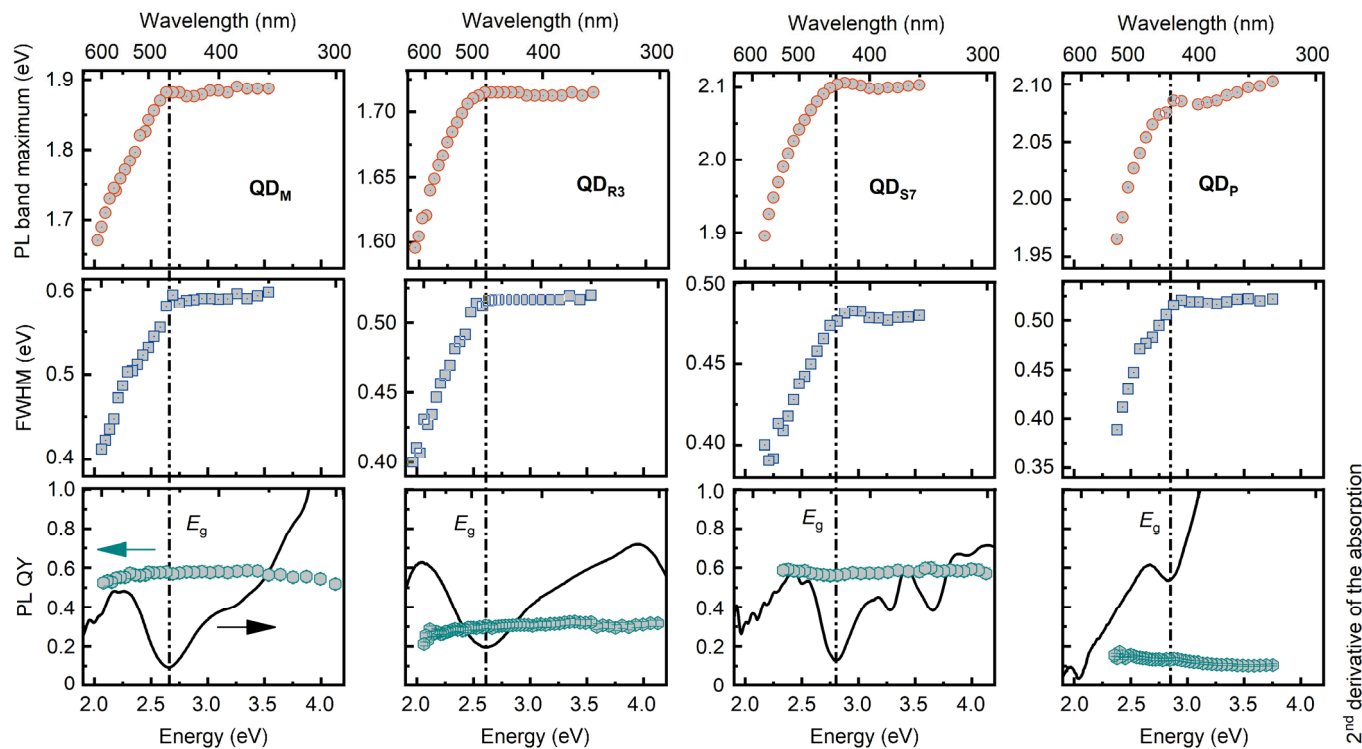 Wavelength (nm) Wavelength (nm) Wavelength (nm) Wavelength (nm)
600 500 400 300 600 500 400 300 600 500 400 300 600 500 400 300
PL band maximum (eV)
1.9
1.8
1.7
QD_M
1.70
1.65
1.60
QD_R3
2.1
2.0
1.9
QD_S7
2.10
2.05
2.00
1.95
QD_P
FWHM (eV)
0.6
0.5
0.4
0.50
0.45
0.40
0.50
0.45
0.40
0.50
0.45
0.40
0.35
PL QY
1.0
0.8
0.6
0.4
0.2
0
E_g
E_g
1.0
0.8
0.6
0.4
0.2
0
E_g
E_g
2.0 2.5 3.0 3.5 4.0 2.0 2.5 3.0 3.5 4.0 2.0 2.5 3.0 3.5 4.0 2.0 2.5 3.0 3.5 4.0
Energy (eV) Energy (eV) Energy (eV) Energy (eV)
2nd derivative of the absorption